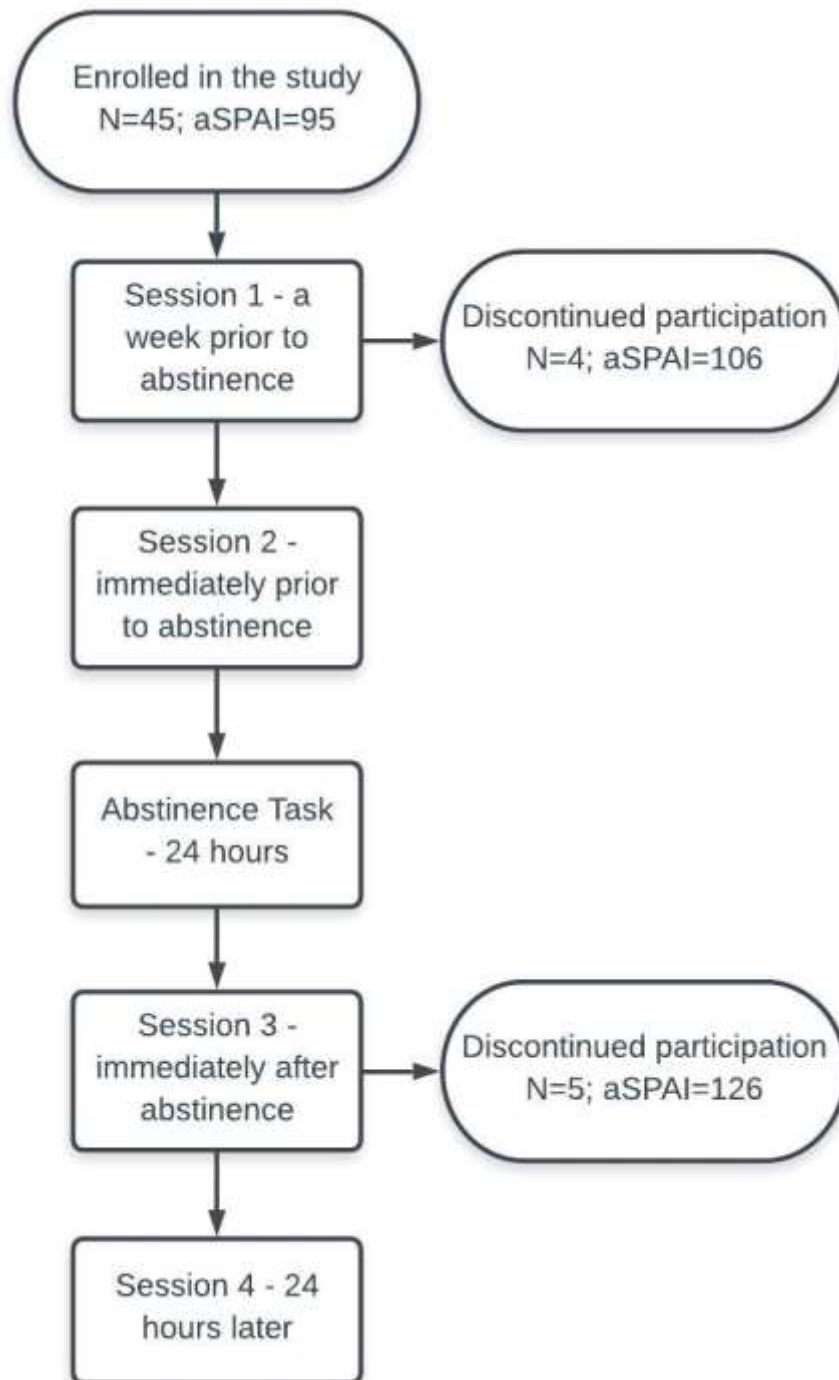 Enrolled in the study
N=45; aSPAI=95
Session 1 - a
week prior to
abstinence
Discontinued participation
N=4; aSPAI=106
Session 2 -
immediately prior
to abstinence
Abstinence Task
- 24 hours
Session 3 -
immediately after
abstinence
Discontinued participation
N=5; aSPAI=126
Session 4 - 24
hours later